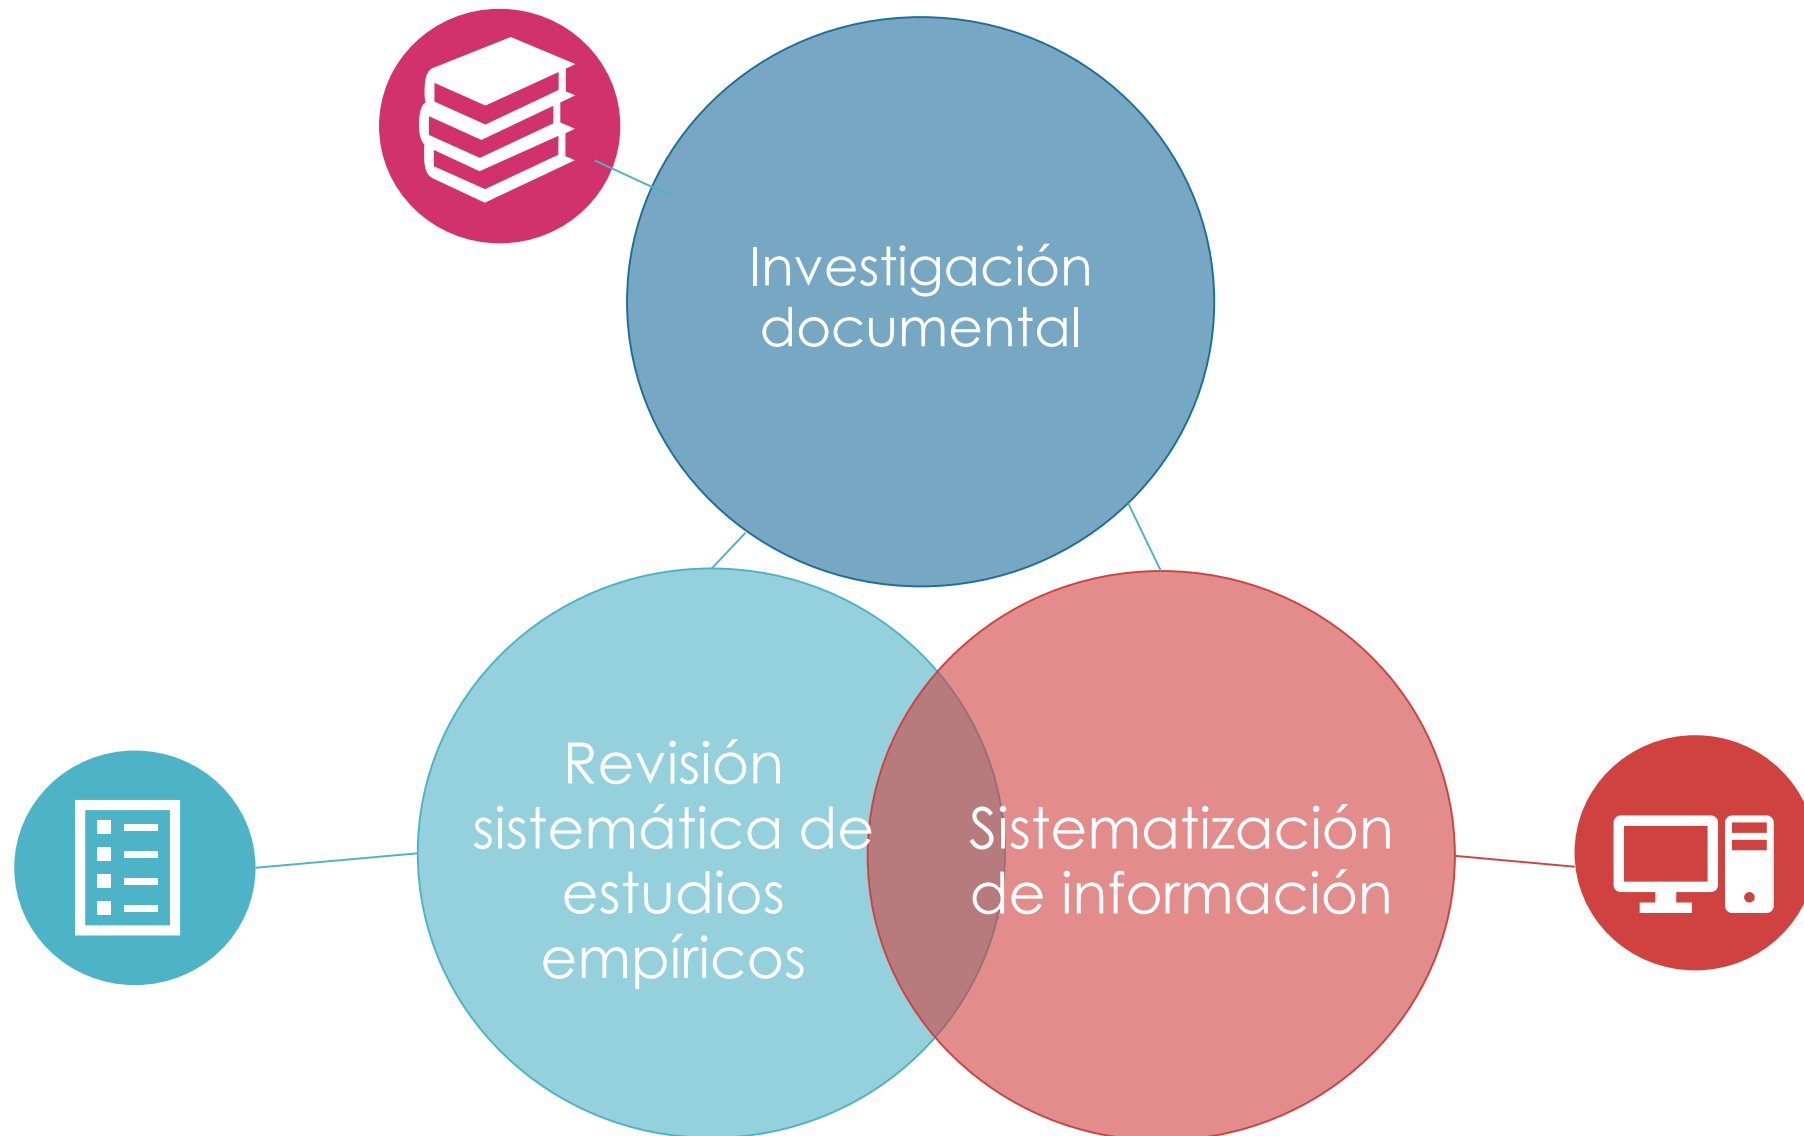 Investigación
documental
Revisión
sistemática de
estudios
empíricos
Sistematización
de información